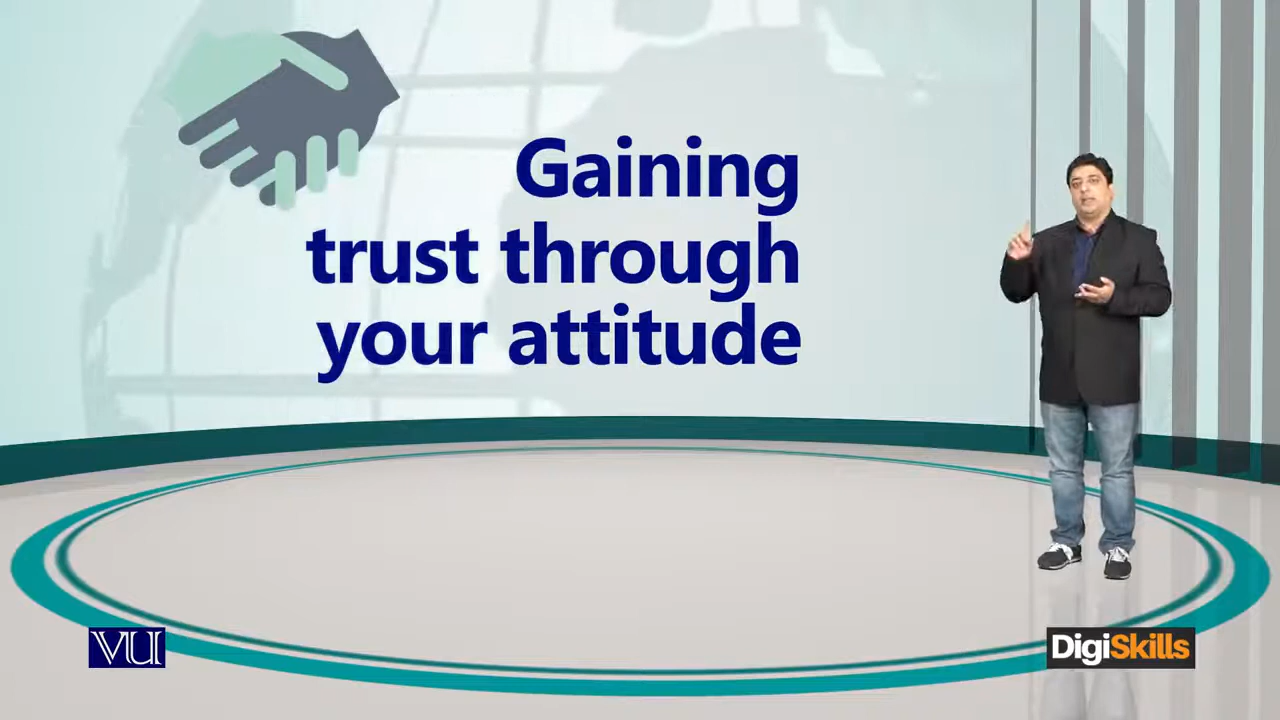 Gaining
trust through
your attitude
VU
DigiSkills